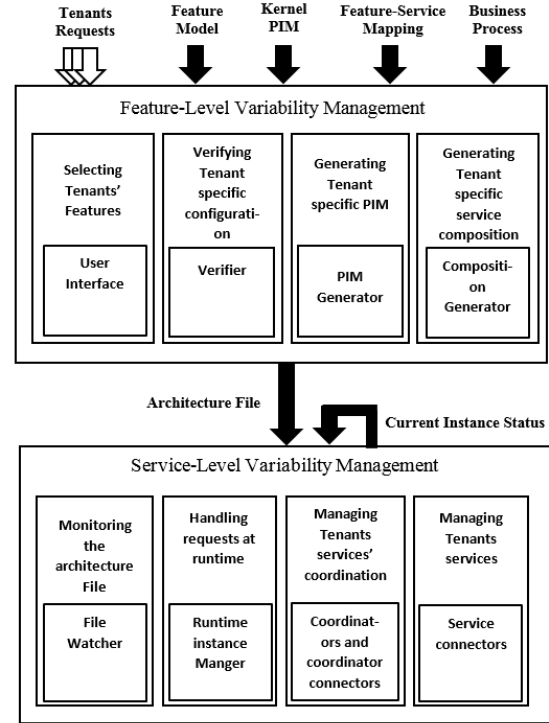 Tenants
Requests
Feature
Model
Kernel
PIM
Feature-Service
Mapping
Business
Process
Feature-Level Variability Management
Selecting
Tenants'
Features
User
Interface
Verifying
Tenant
specific
configurati-
on
Verifier
Generating
Tenant
specific PIM
PIM
Generator
Generating
Tenant
specific
service
composition
Compositi-
on
Generator
Architecture File
Current Instance Status
Service-Level Variability Management
Monitoring
the
architecture
File
File
Watcher
Handling
requests at
runtime
Runtime
instance
Manger
Managing
Tenants
services'
coordination
Coordinat-
ors and
coordinator
connectors
Managing
Tenants
services
Service
connectors